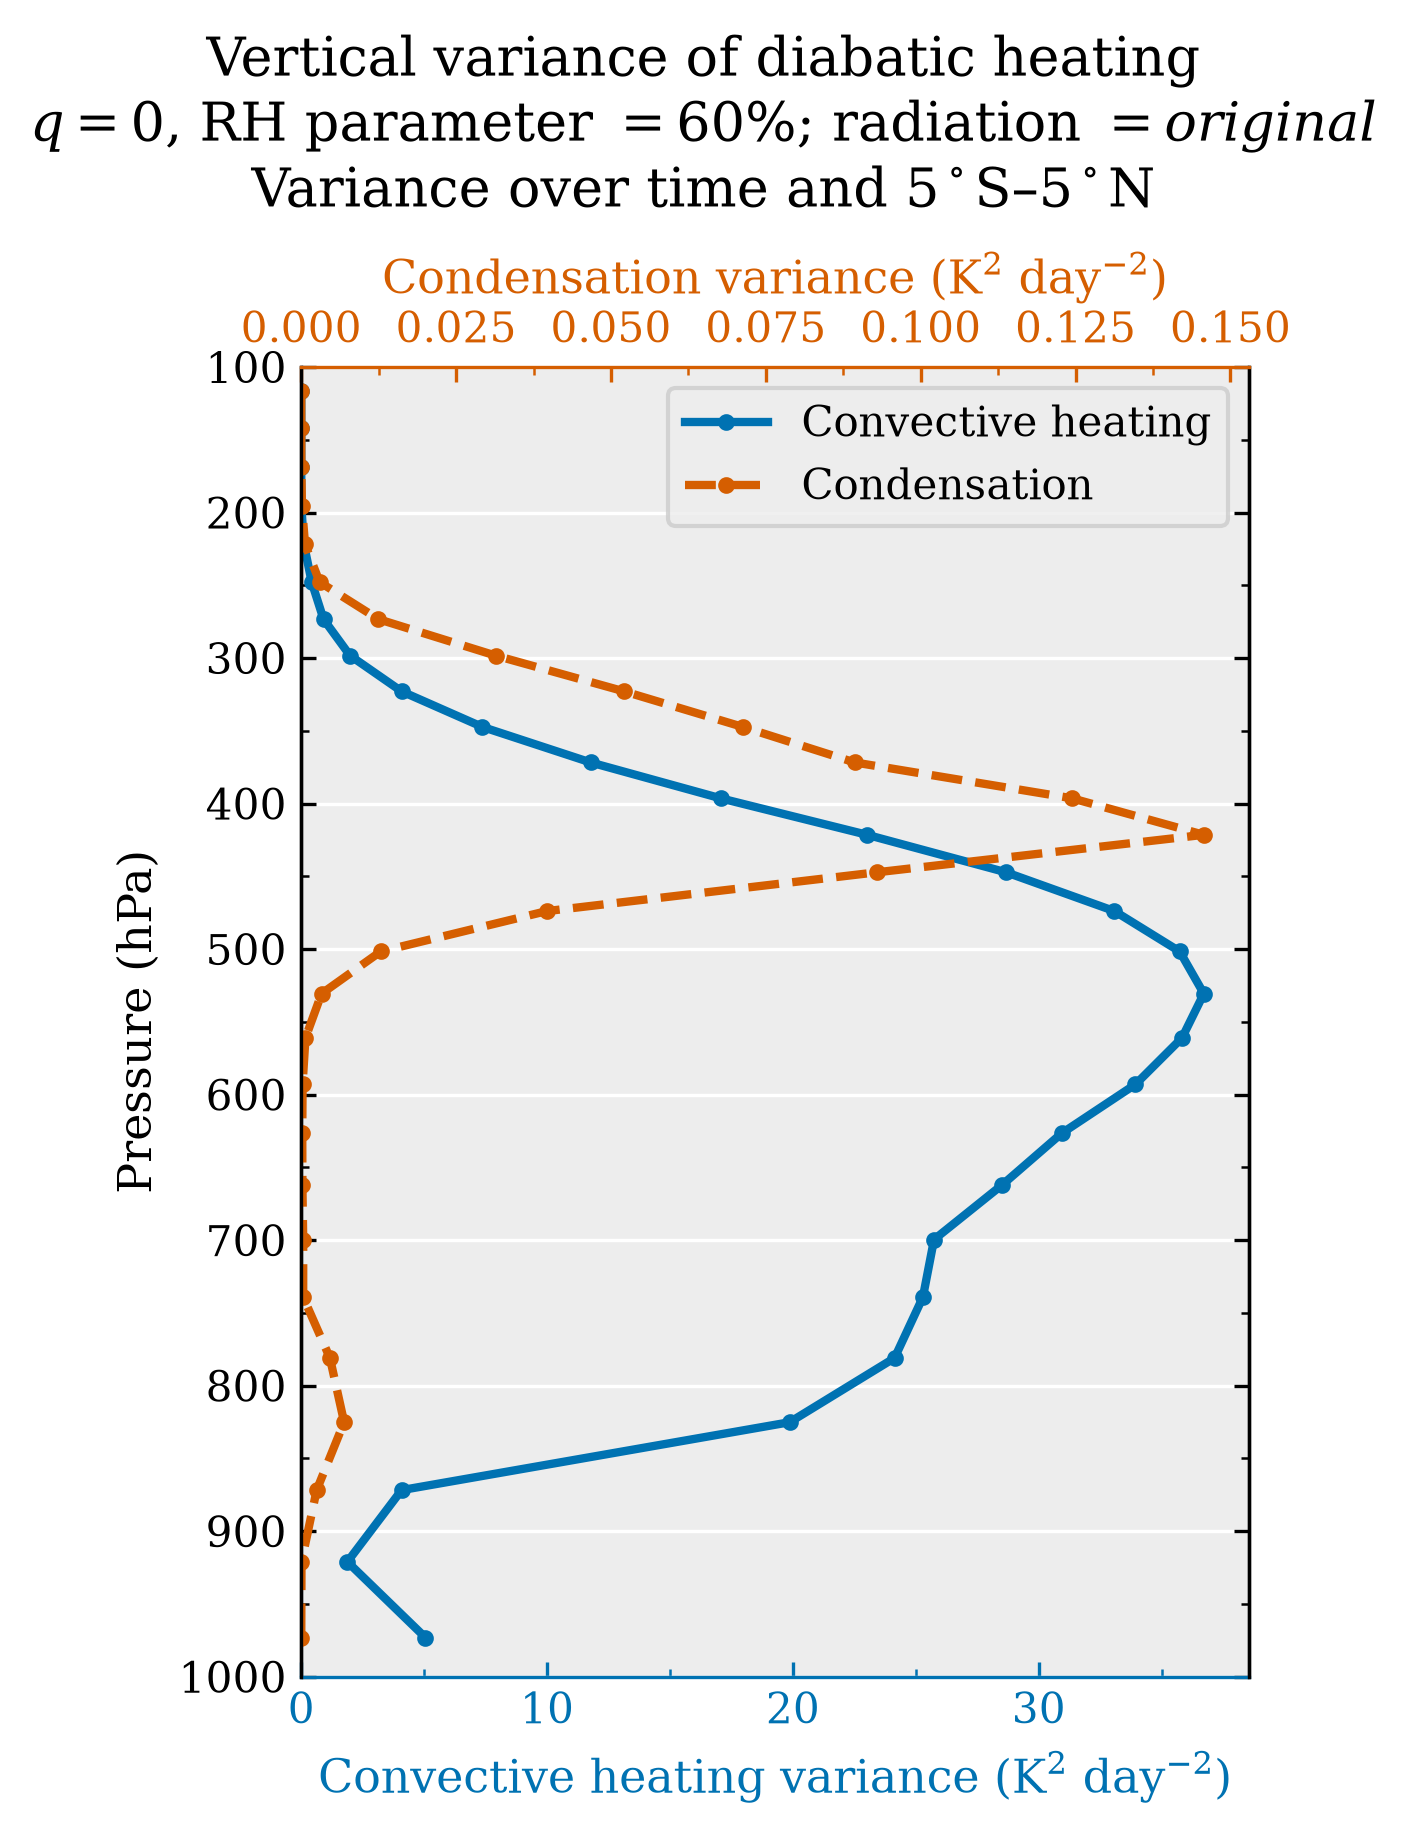 Vertical variance of diabatic heating
q = 0, RH parameter = 60%; radiation = original
Variance over time and 5°S–5°N
Condensation variance (K² day⁻²)
0.000 0.025 0.050 0.075 0.100 0.125 0.150
Convective heating
Condensation
100
200
300
400
500
600
700
800
900
1000
Pressure (hPa)
0 10 20 30
Convective heating variance (K² day⁻²)